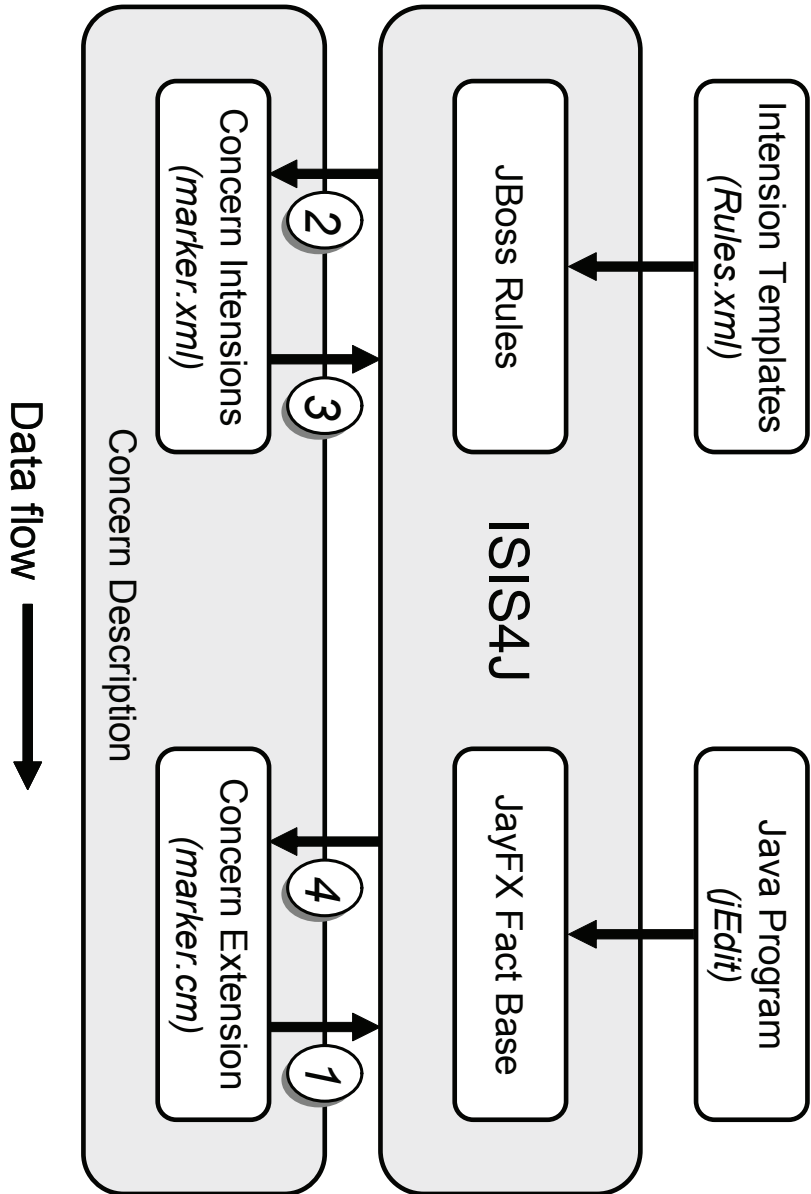 Intension Templates
(Rules.xml)
Java Program
(jEdit)
JBoss Rules
ISIS4J
JayFX Fact Base
2
3
4
1
Concern Intensions
(marker.xml)
Concern Extension
(marker.cm)
Concern Description
Data flow